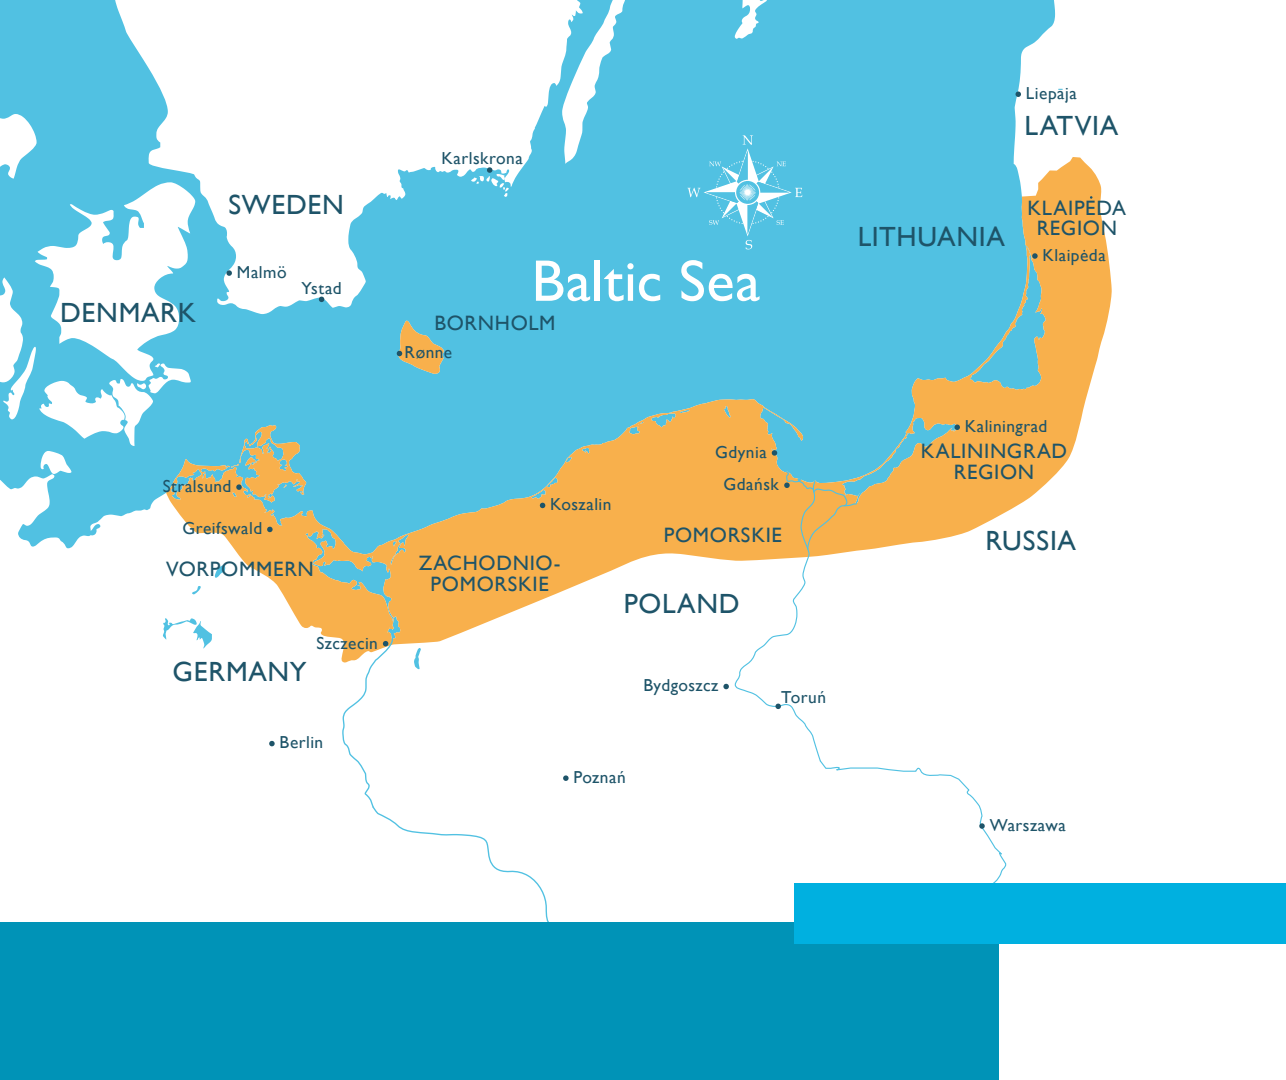 Liepāja
LATVIA
N
NW
NE
W
E
SW
SE
S
Karlskrona
SWEDEN
KLAIPĖDA
REGION
LITHUANIA
Klaipėda
Malmö
Ystad
Baltic Sea
DENMARK
BORNHOLM
Rønne
Kaliningrad
KALININGRAD
REGION
Gdynia
Gdańsk
Stralsund
Koszalin
Greifswald
POMORSKIE
RUSSIA
VORPOMMERN
ZACHODNIO-
POMORSKIE
POLAND
Szczecin
GERMANY
Bydgoszcz
Toruń
Berlin
Poznań
Warszawa